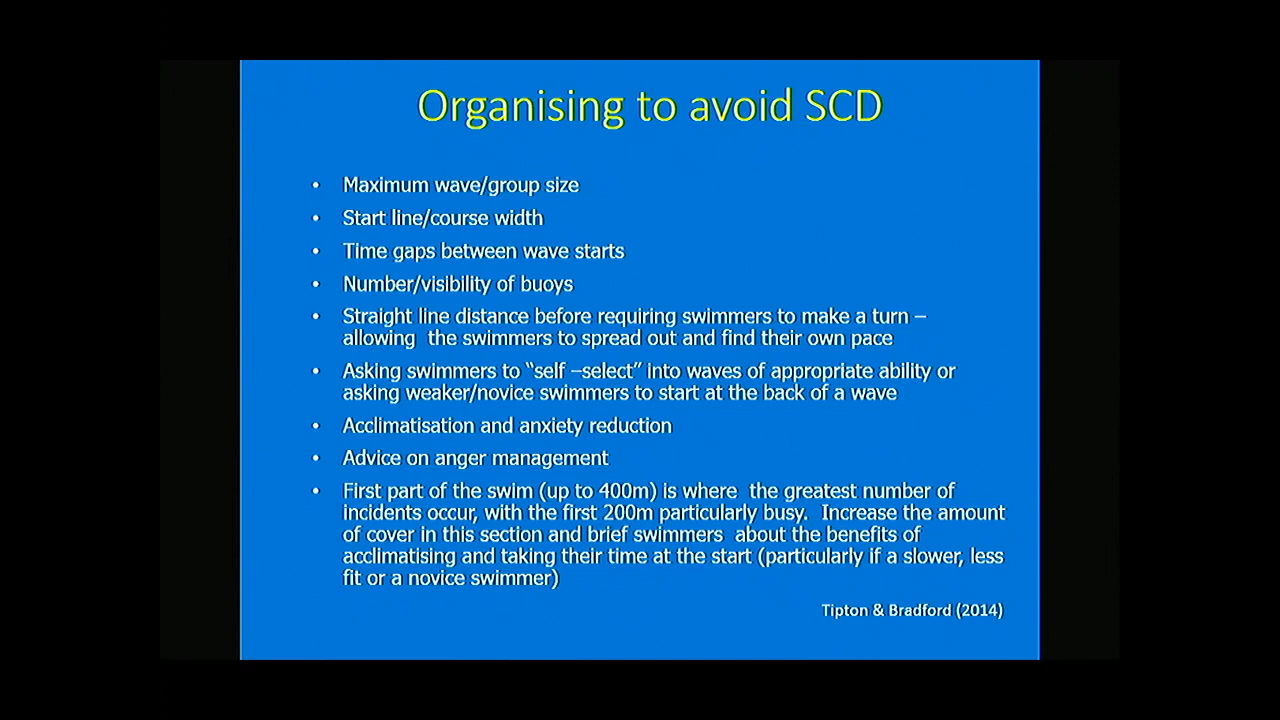 Organising to avoid SCD
• Maximum wave/group size
• Start line/course width
• Time gaps between wave starts
• Number/visibility of buoys
• Straight line distance before requiring swimmers to make a turn –
allowing the swimmers to spread out and find their own pace
• Asking swimmers to “self –select” into waves of appropriate ability or
asking weaker/novice swimmers to start at the back of a wave
• Acclimatisation and anxiety reduction
• Advice on anger management
• First part of the swim (up to 400m) is where the greatest number of
incidents occur, with the first 200m particularly busy. Increase the amount
of cover in this section and brief swimmers about the benefits of
acclimatising and taking their time at the start (particularly if a slower, less
fit or a novice swimmer)
Tipton & Bradford (2014)